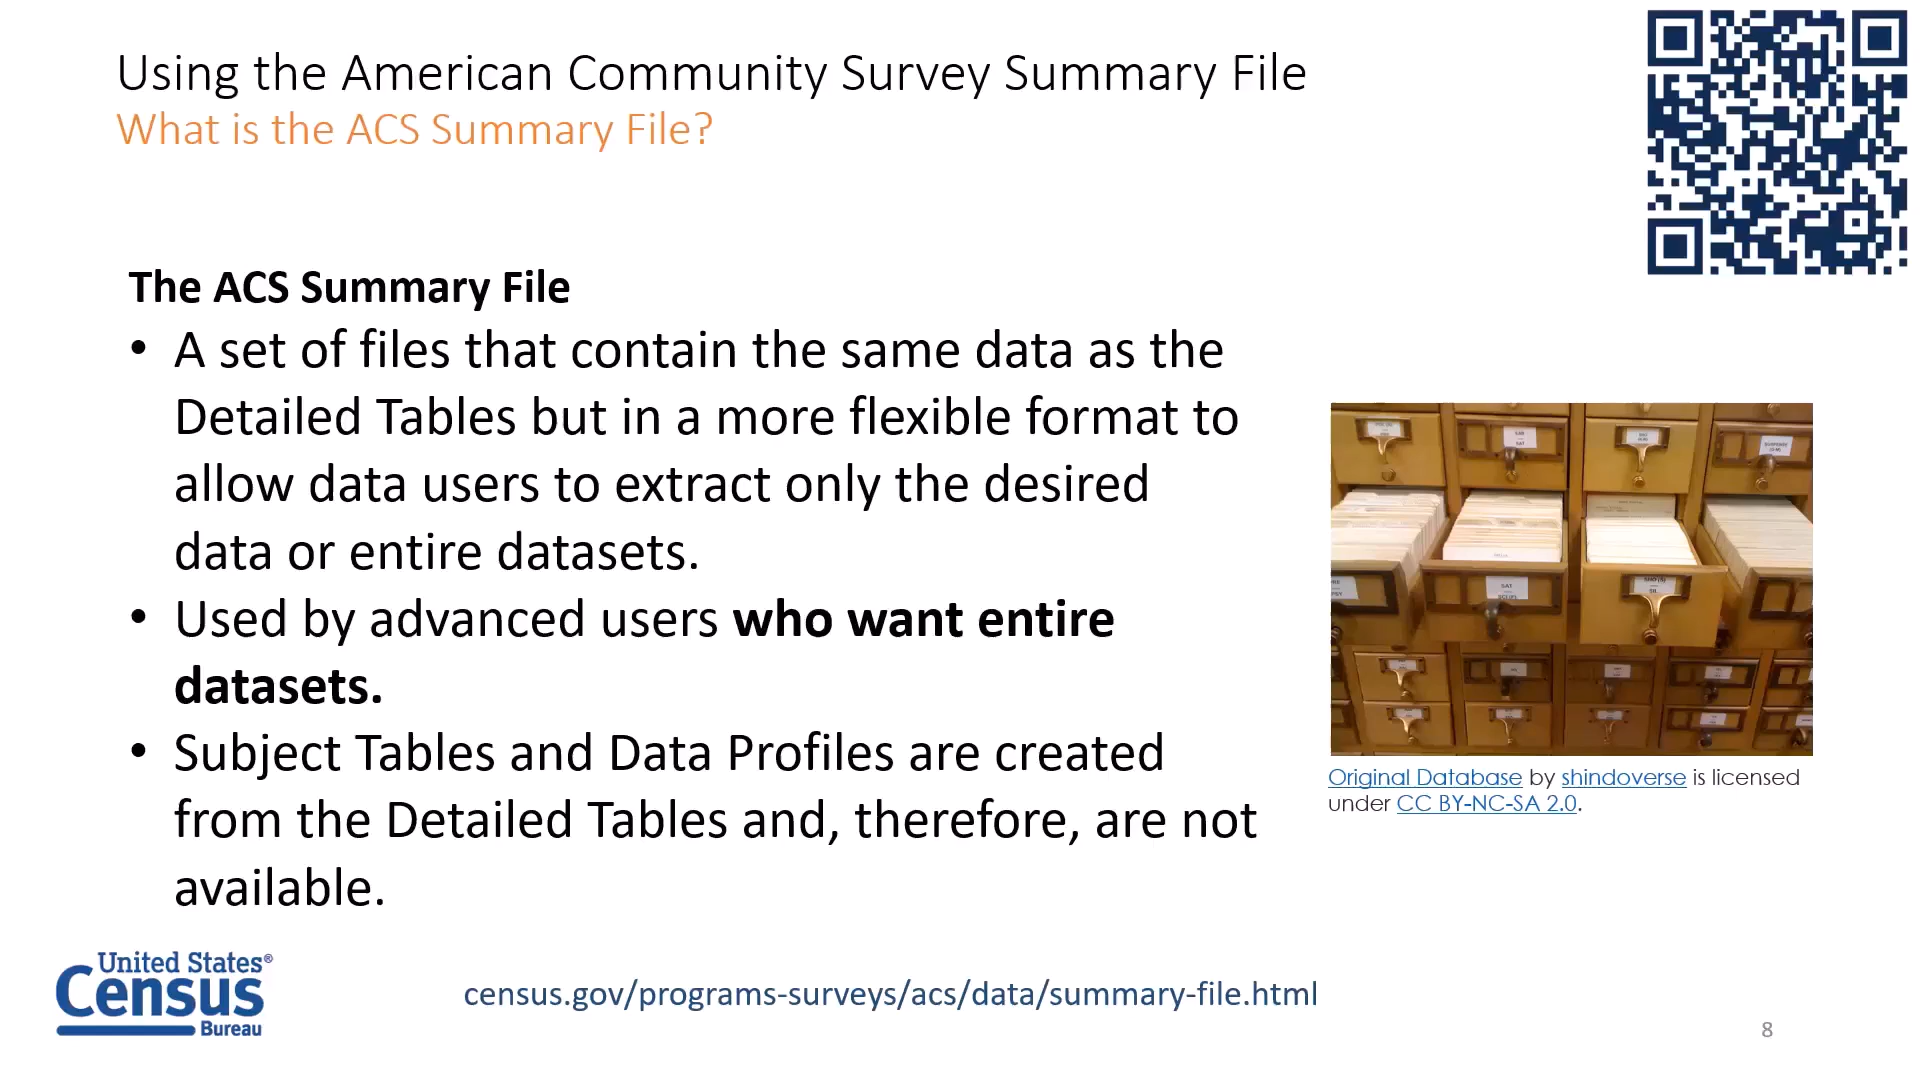 Using the American Community Survey Summary File
What is the ACS Summary File?
The ACS Summary File
• A set of files that contain the same data as the
Detailed Tables but in a more flexible format to
allow data users to extract only the desired
data or entire datasets.
• Used by advanced users who want entire
datasets.
• Subject Tables and Data Profiles are created
from the Detailed Tables and, therefore, are not
available.
Original Database by shindoverse is licensed
under CC BY-NC-SA 2.0.
United States®
Census
Bureau
census.gov/programs-surveys/acs/data/summary-file.html
8